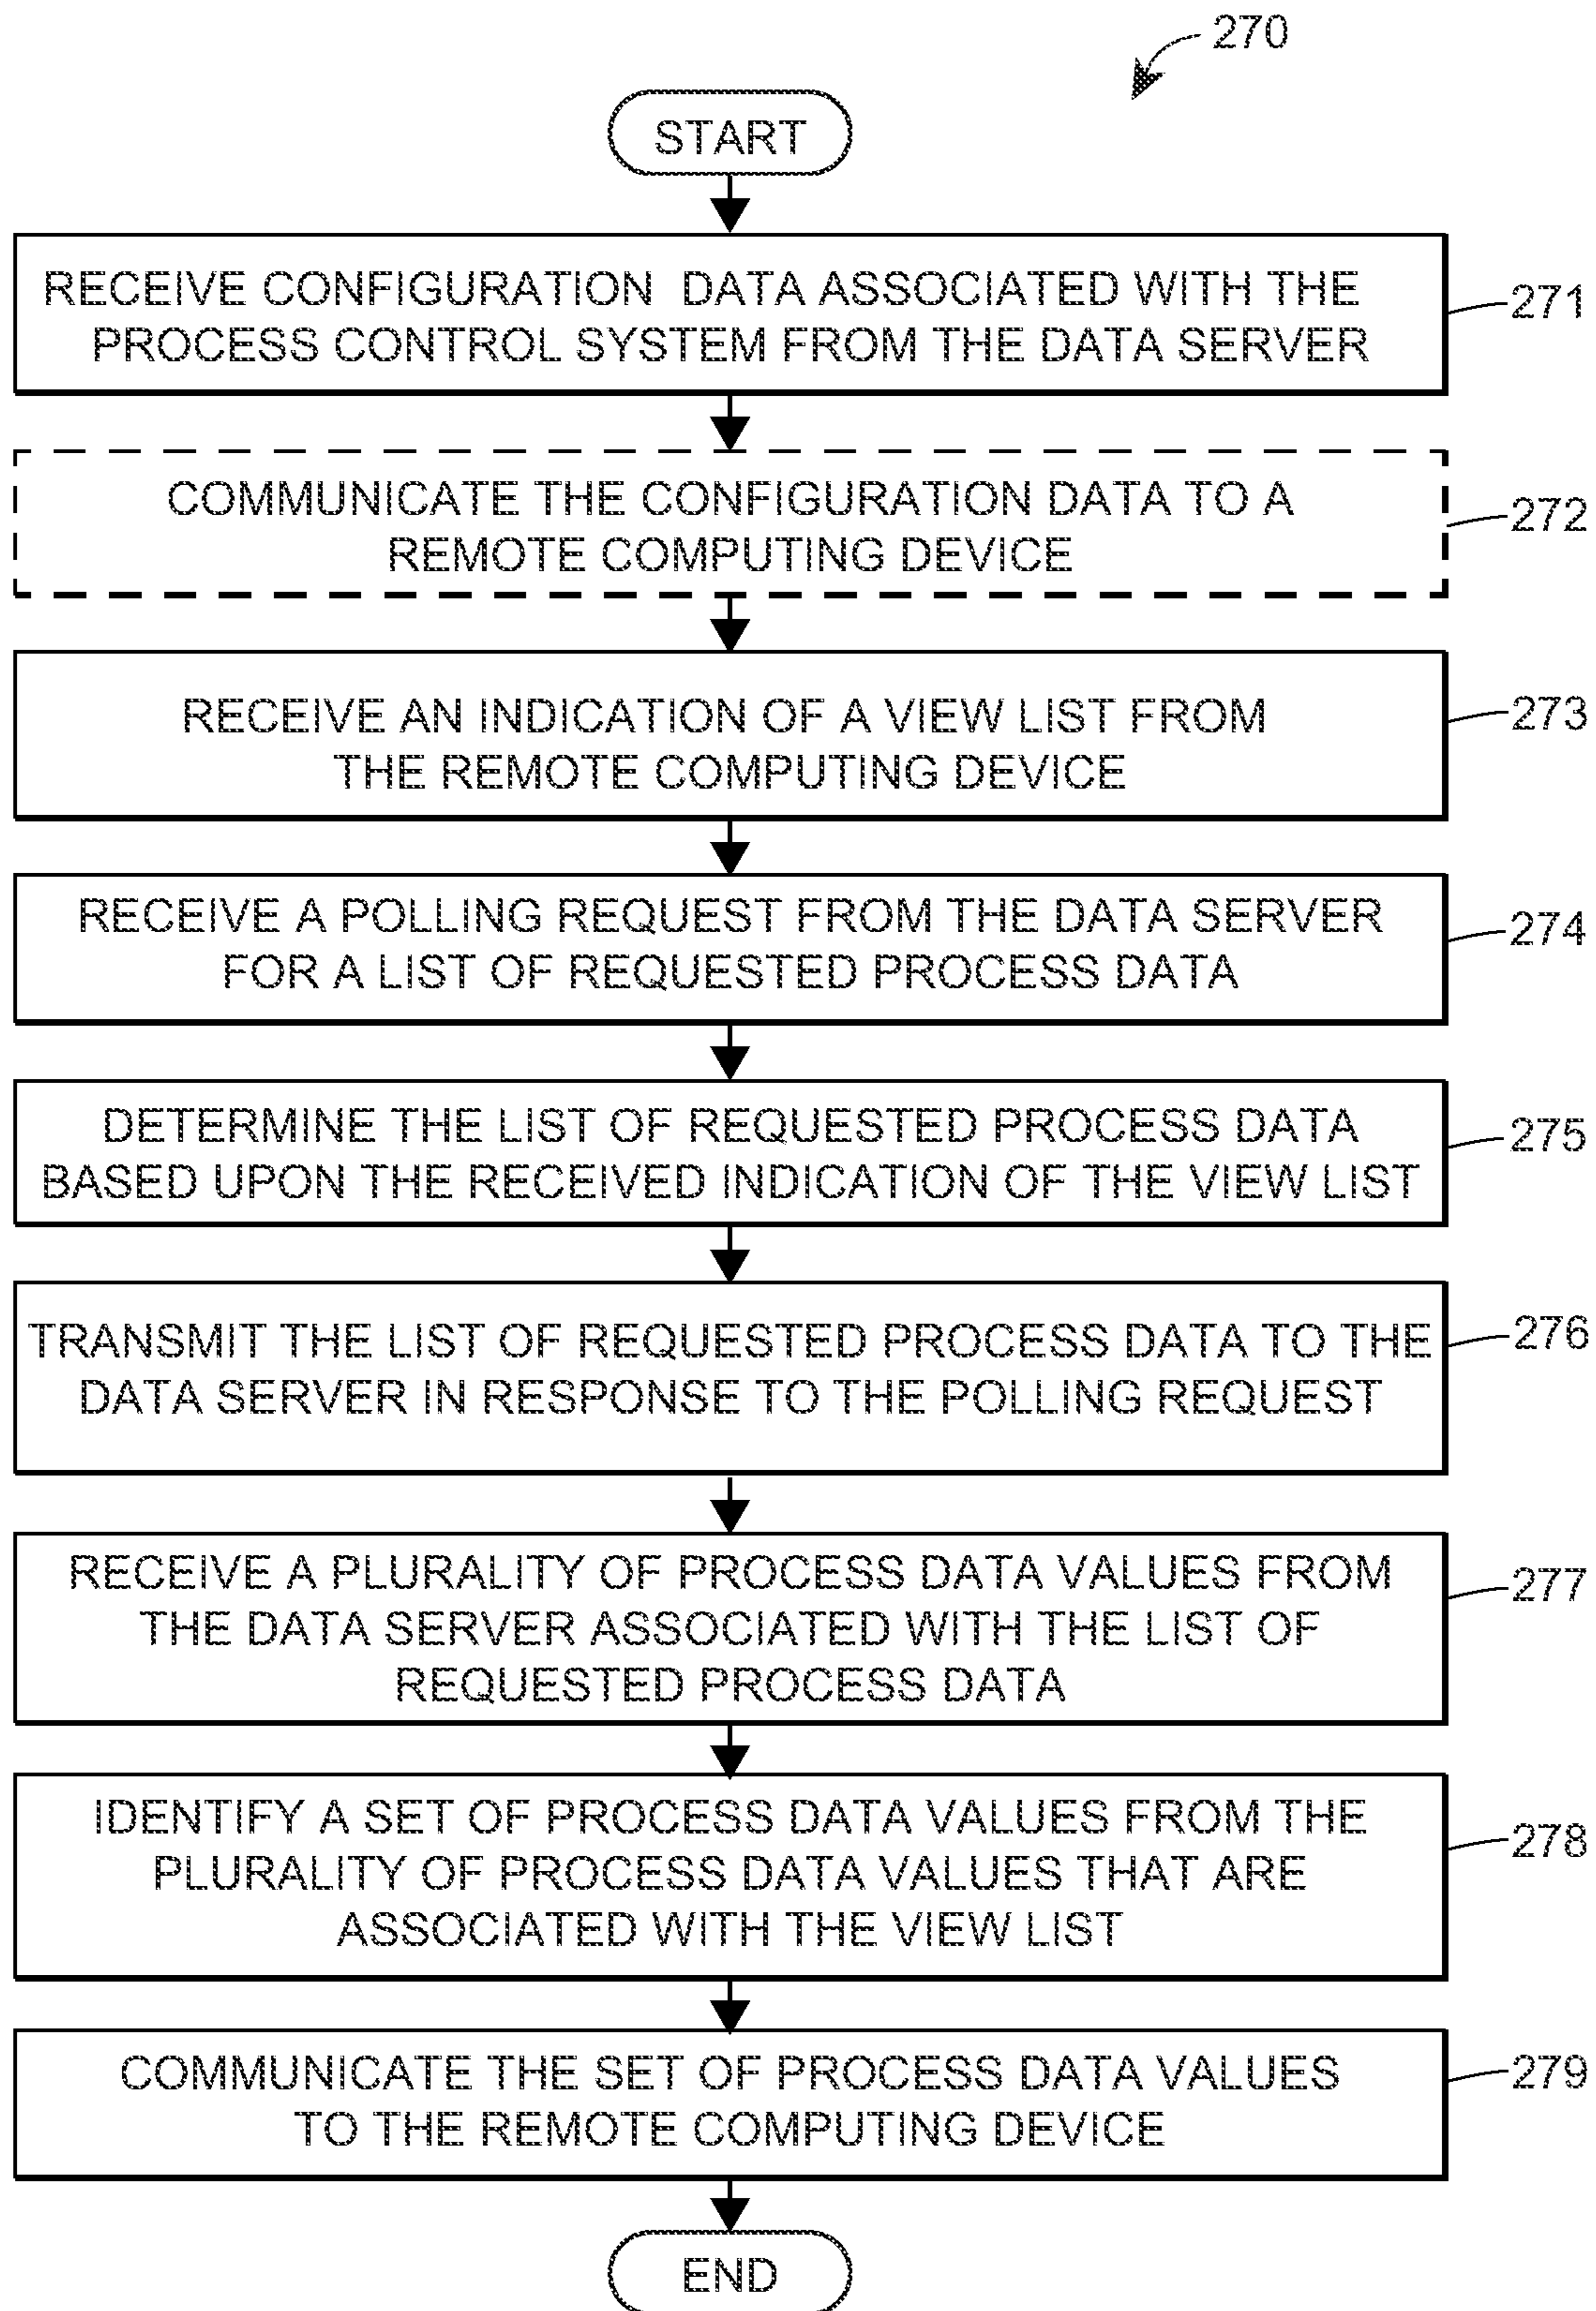 270
START
RECEIVE CONFIGURATION DATA ASSOCIATED WITH THE
PROCESS CONTROL SYSTEM FROM THE DATA SERVER
271
COMMUNICATE THE CONFIGURATION DATA TO A
REMOTE COMPUTING DEVICE
272
RECEIVE AN INDICATION OF A VIEW LIST FROM
THE REMOTE COMPUTING DEVICE
273
RECEIVE A POLLING REQUEST FROM THE DATA SERVER
FOR A LIST OF REQUESTED PROCESS DATA
274
DETERMINE THE LIST OF REQUESTED PROCESS DATA
BASED UPON THE RECEIVED INDICATION OF THE VIEW LIST
275
TRANSMIT THE LIST OF REQUESTED PROCESS DATA TO THE
DATA SERVER IN RESPONSE TO THE POLLING REQUEST
276
RECEIVE A PLURALITY OF PROCESS DATA VALUES FROM
THE DATA SERVER ASSOCIATED WITH THE LIST OF
REQUESTED PROCESS DATA
277
IDENTIFY A SET OF PROCESS DATA VALUES FROM THE
PLURALITY OF PROCESS DATA VALUES THAT ARE
ASSOCIATED WITH THE VIEW LIST
278
COMMUNICATE THE SET OF PROCESS DATA VALUES
TO THE REMOTE COMPUTING DEVICE
279
END